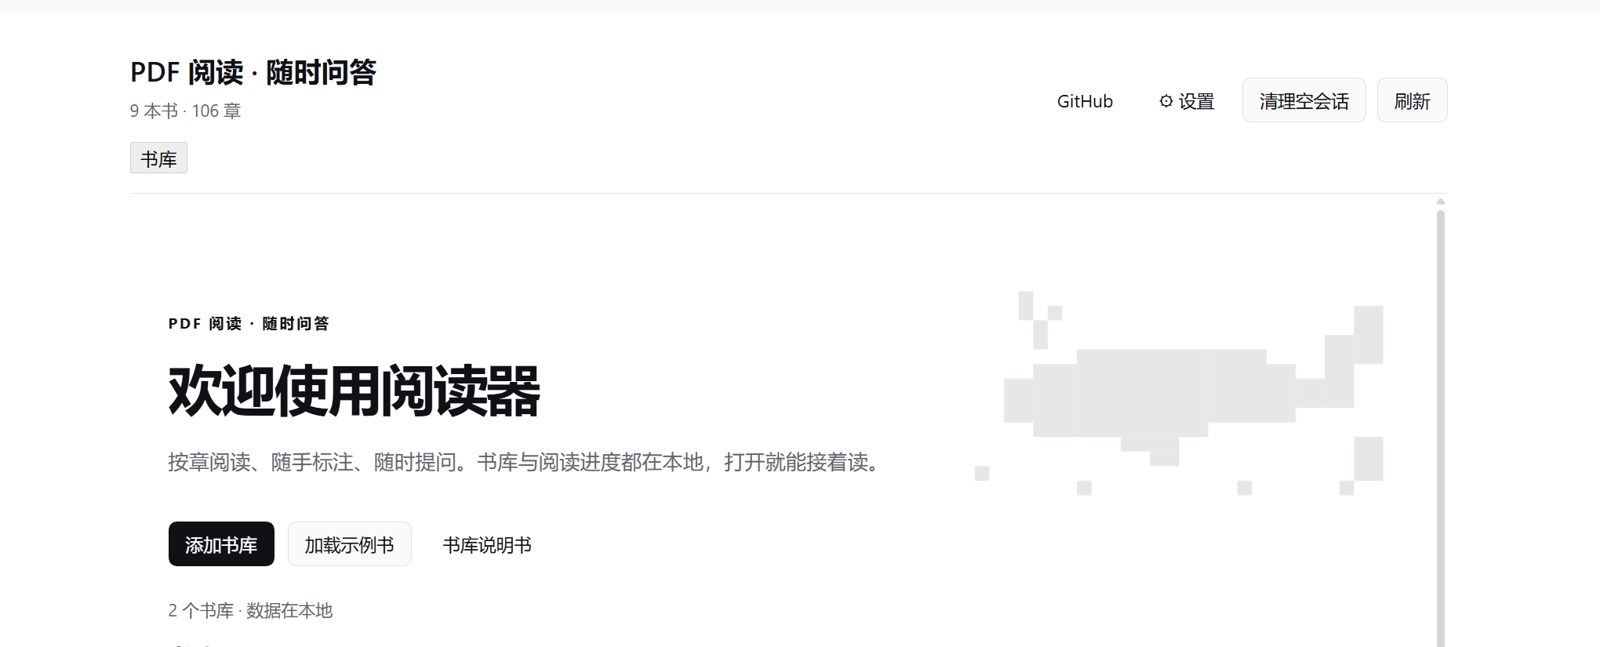 PDF 阅读 · 随时问答
9 本书 · 106 章
GitHub
设置
清理空会话
刷新
书库
PDF 阅读 · 随时问答
欢迎使用阅读器
按章阅读、随手标注、随时提问。书库与阅读进度都在本地，打开就能接着读。
添加书库
加载示例书
书库说明书
2 个书库 · 数据在本地